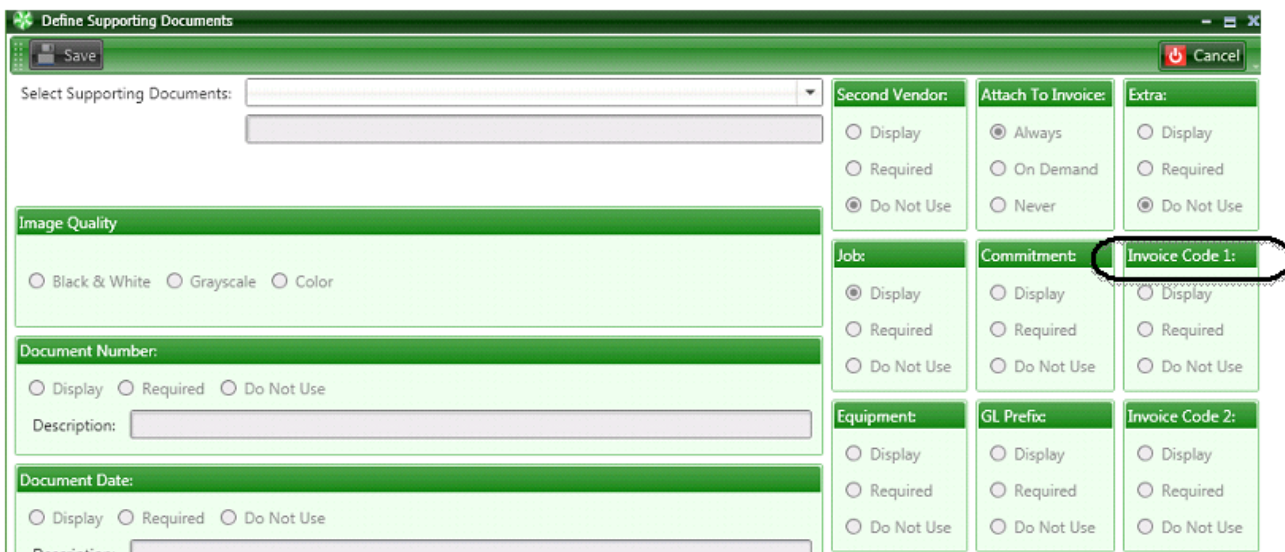 Define Supporting Documents
Save
Cancel
Select Supporting Documents:
Second Vendor:
Display
Required
Do Not Use
Attach To Invoice:
Always
On Demand
Never
Extra:
Display
Required
Do Not Use
Image Quality
Black & White Grayscale Color
Job:
Display
Required
Do Not Use
Commitment:
Display
Required
Do Not Use
Invoice Code 1:
Display
Required
Do Not Use
Document Number:
Display Required Do Not Use
Description:
Equipment:
Display
Required
Do Not Use
GL Prefix:
Display
Required
Do Not Use
Invoice Code 2:
Display
Required
Do Not Use
Document Date:
Display Required Do Not Use
Description: